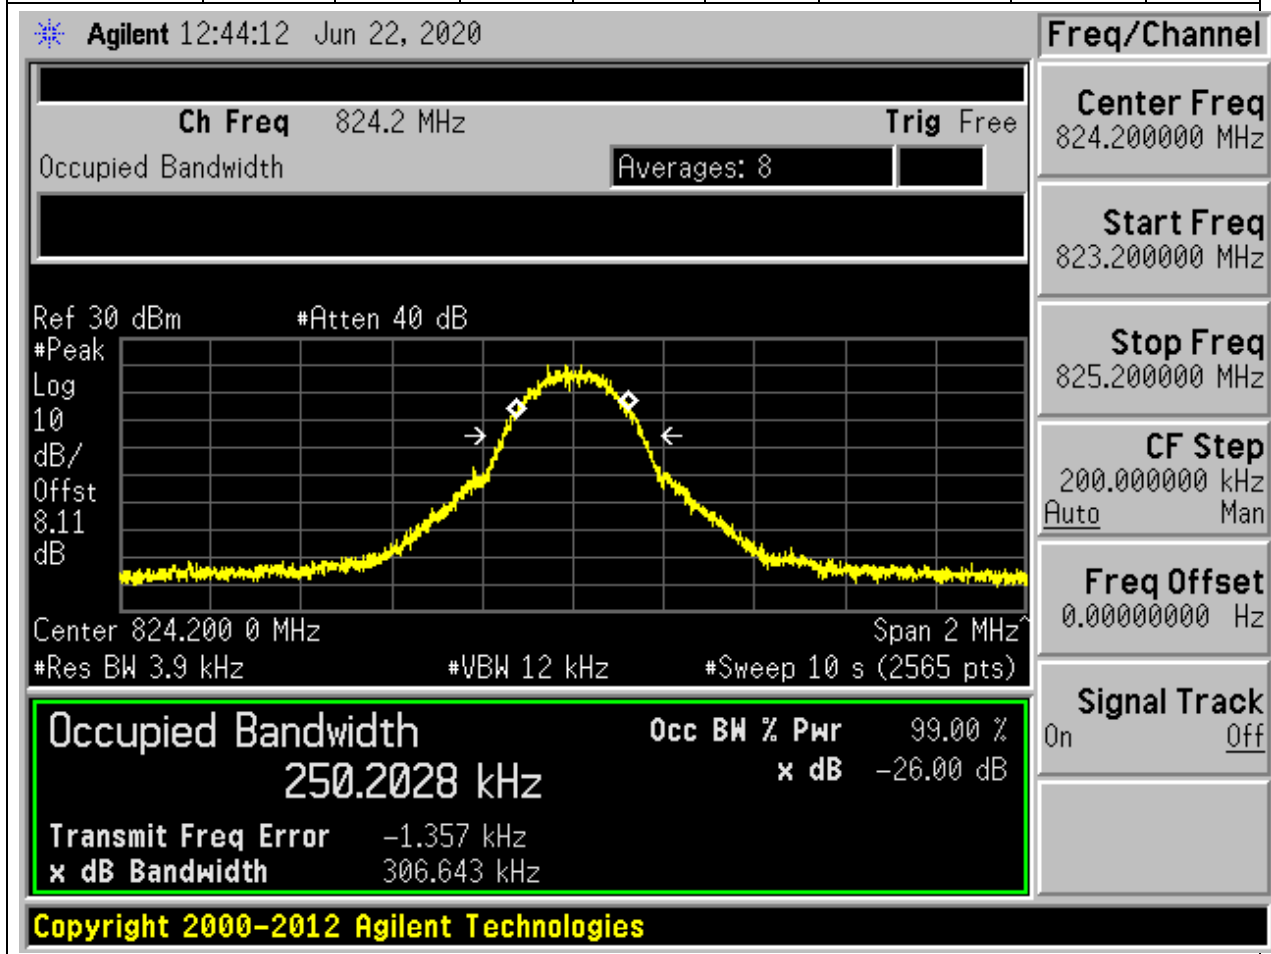 Agilent 12:44:12 Jun 22, 2020
Freq/Channel
Ch Freq 824.2 MHz Trig Free
Occupied Bandwidth Averages: 8
Center Freq
824.200000 MHz
Start Freq
823.200000 MHz
Stop Freq
825.200000 MHz
CF Step
200.000000 kHz
Auto Man
Freq Offset
0.00000000 Hz
Signal Track
On Off
Ref 30 dBm #Atten 40 dB
#Peak
Log
10
dB/
Offst
8.11
dB
Center 824.200 0 MHz Span 2 MHz^
#Res BW 3.9 kHz #VBW 12 kHz #Sweep 10 s (2565 pts)
Occupied Bandwidth Occ BW % Pwr 99.00 %
250.2028 kHz x dB -26.00 dB
Transmit Freq Error -1.357 kHz
x dB Bandwidth 306.643 kHz
Copyright 2000-2012 Agilent Technologies